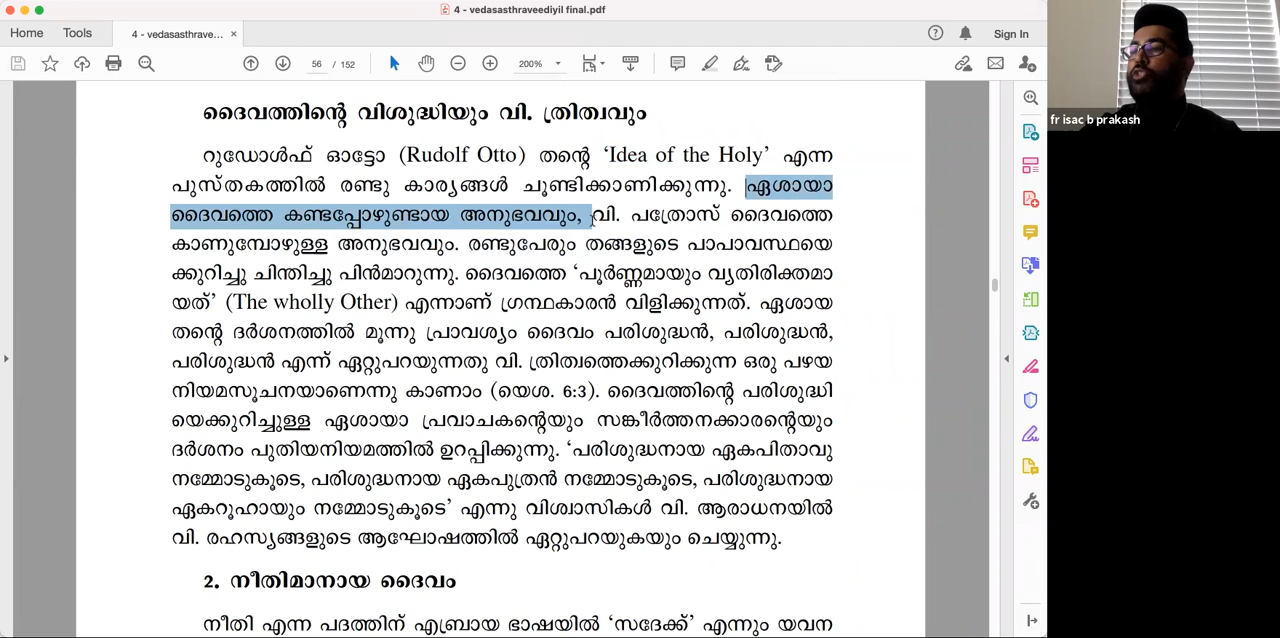 4 - vedasasthraveediyil final.pdf
Home Tools 4 - vedasasthrave... × Sign In
56 / 152 200%
ദൈവത്തിന്റെ വിശുദ്ധിയും വി. ത്രിത്വവും
റുഡോൾഫ് ഓട്ടോ (Rudolf Otto) തന്റെ ‘Idea of the Holy’ എന്ന
പുസ്തകത്തിൽ രണ്ടു കാര്യങ്ങൾ ചൂണ്ടിക്കാണിക്കുന്നു. ഏശായാ
ദൈവത്തെ കണ്ടപ്പോഴുണ്ടായ അനുഭവവും, വി. പത്രോസ് ദൈവത്തെ
കാണുമ്പോഴുള്ള അനുഭവവും. രണ്ടുപേരും തങ്ങളുടെ പാപാവസ്ഥയെ
ക്കുറിച്ചു ചിന്തിച്ചു പിൻമാറുന്നു. ദൈവത്തെ ‘പൂർണ്ണമായും വ്യതിരിക്തമാ
യത്’ (The wholly Other) എന്നാണ് ഗ്രന്ഥകാരൻ വിളിക്കുന്നത്. ഏശായ
തന്റെ ദർശനത്തിൽ മൂന്നു പ്രാവശ്യം ദൈവം പരിശുദ്ധൻ, പരിശുദ്ധൻ,
പരിശുദ്ധൻ എന്ന് ഏറ്റുപറയുന്നതു വി. ത്രിത്വത്തെക്കുറിക്കുന്ന ഒരു പഴയ
നിയമസൂചനയാണെന്നു കാണാം (യെശ. 6:3). ദൈവത്തിന്റെ പരിശുദ്ധി
യെക്കുറിച്ചുള്ള ഏശായാ പ്രവാചകന്റെയും സങ്കീർത്തനക്കാരന്റെയും
ദർശനം പുതിയനിയമത്തിൽ ഉറപ്പിക്കുന്നു. ‘പരിശുദ്ധനായ ഏകപിതാവു
നമ്മോടുകൂടെ, പരിശുദ്ധനായ ഏകപുത്രൻ നമ്മോടുകൂടെ, പരിശുദ്ധനായ
ഏകറൂഹായും നമ്മോടുകൂടെ’ എന്നു വിശ്വാസികൾ വി. ആരാധനയിൽ
വി. രഹസ്യങ്ങളുടെ ആഘോഷത്തിൽ ഏറ്റുപറയുകയും ചെയ്യുന്നു.
2. നീതിമാനായ ദൈവം
നീതി എന്ന പദത്തിന് എബ്രായ ഭാഷയിൽ ‘സദേക്ക്’ എന്നും യവന
fr isac b prakash